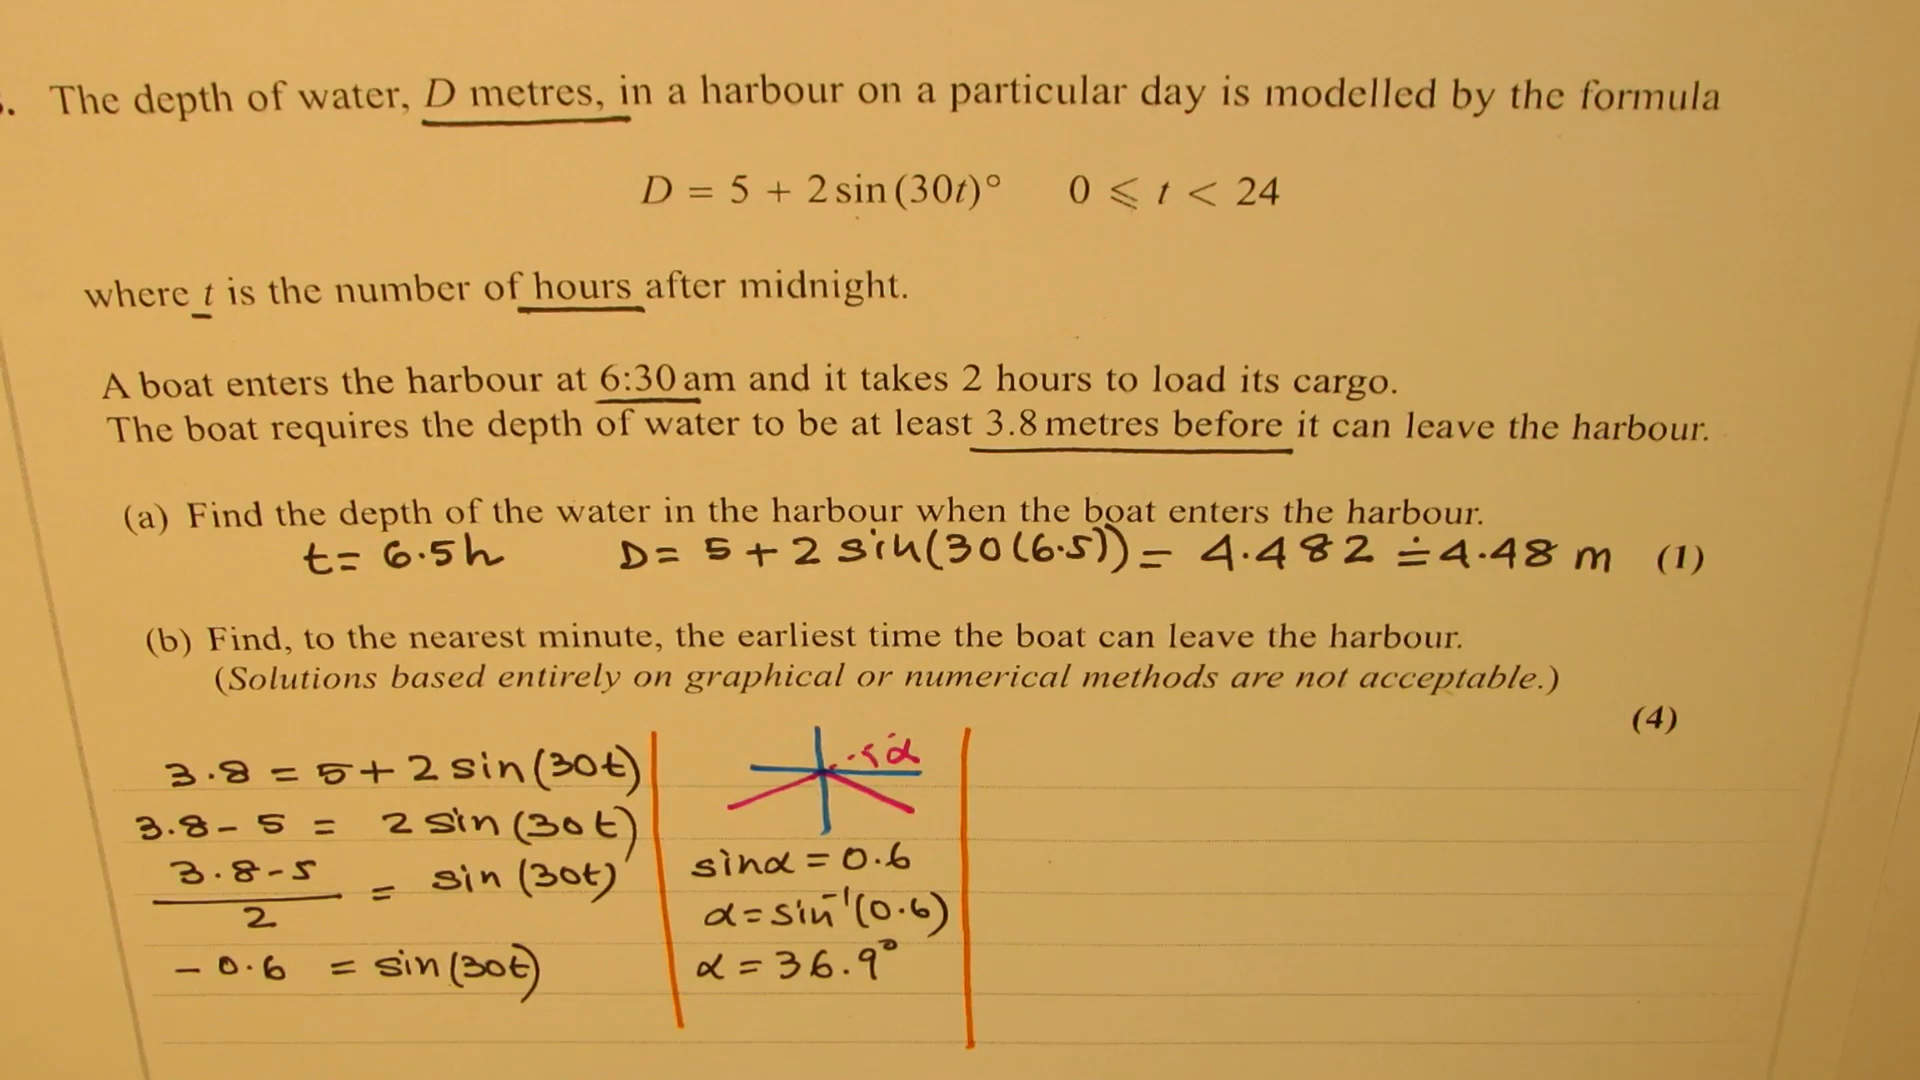 . The depth of water, D metres, in a harbour on a particular day is modelled by the formula
D = 5 + 2 sin (30t)° 0 ⩽ t < 24
where t is the number of hours after midnight.
A boat enters the harbour at 6:30 am and it takes 2 hours to load its cargo.
The boat requires the depth of water to be at least 3.8 metres before it can leave the harbour.
(a) Find the depth of the water in the harbour when the boat enters the harbour.
t = 6.5h D = 5 + 2 sin(30(6.5)) = 4.482 ≐ 4.48 m (1)
(b) Find, to the nearest minute, the earliest time the boat can leave the harbour.
(Solutions based entirely on graphical or numerical methods are not acceptable.)
(4)
3.8 = 5 + 2 sin(30t)
3.8 - 5 = 2 sin (30t)
3.8 - 5 / 2 = sin (30t)
- 0.6 = sin (30t)
α
sin α = 0.6
α = sin⁻¹(0.6)
α = 36.9°